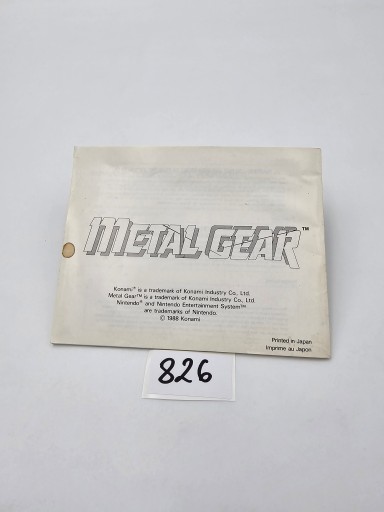 METAL GEAR™
Konami® is a trademark of Konami Industry Co., Ltd.
Metal Gear™ is a trademark of Konami Industry Co., Ltd.
Nintendo® and Nintendo Entertainment System™
are trademarks of Nintendo.
© 1988 Konami
Printed in Japan
Imprime au Japon
826